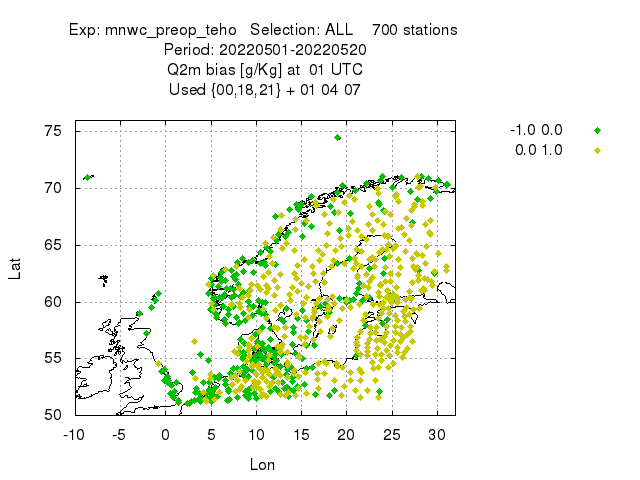 Exp: mnwc_preop_teho   Selection: ALL    700 stations
Period: 20220501-20220520
Q2m bias [g/Kg] at  01 UTC
Used {00,18,21} + 01 04 07
-1.0 0.0
0.0 1.0
75
70
65
60
55
50
Lat
-10 -5 0 5 10 15 20 25 30
Lon